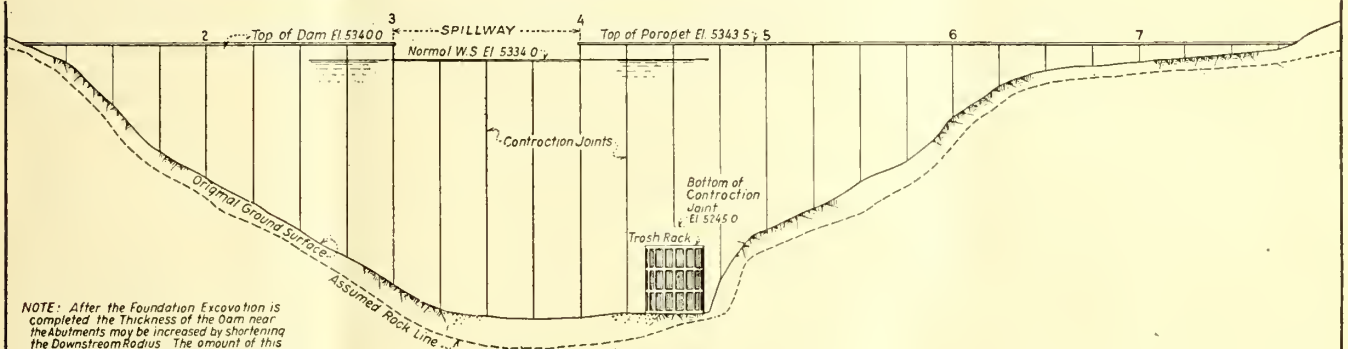 3
4
SPILLWAY
2
Top of Dam El. 5340 0
Top of Parapet El. 5343 5
5
6
7
Normal W.S El 5334 0
Contraction Joints
Bottom of
Contraction
Joint
El 5245 0
Original Ground Surface
Trash Rack
Assumed Rock Line
NOTE: After the Foundation Excavation is
completed the Thickness of the Dam near
the Abutments may be increased by shortening
the Downstream Radius The amount of this